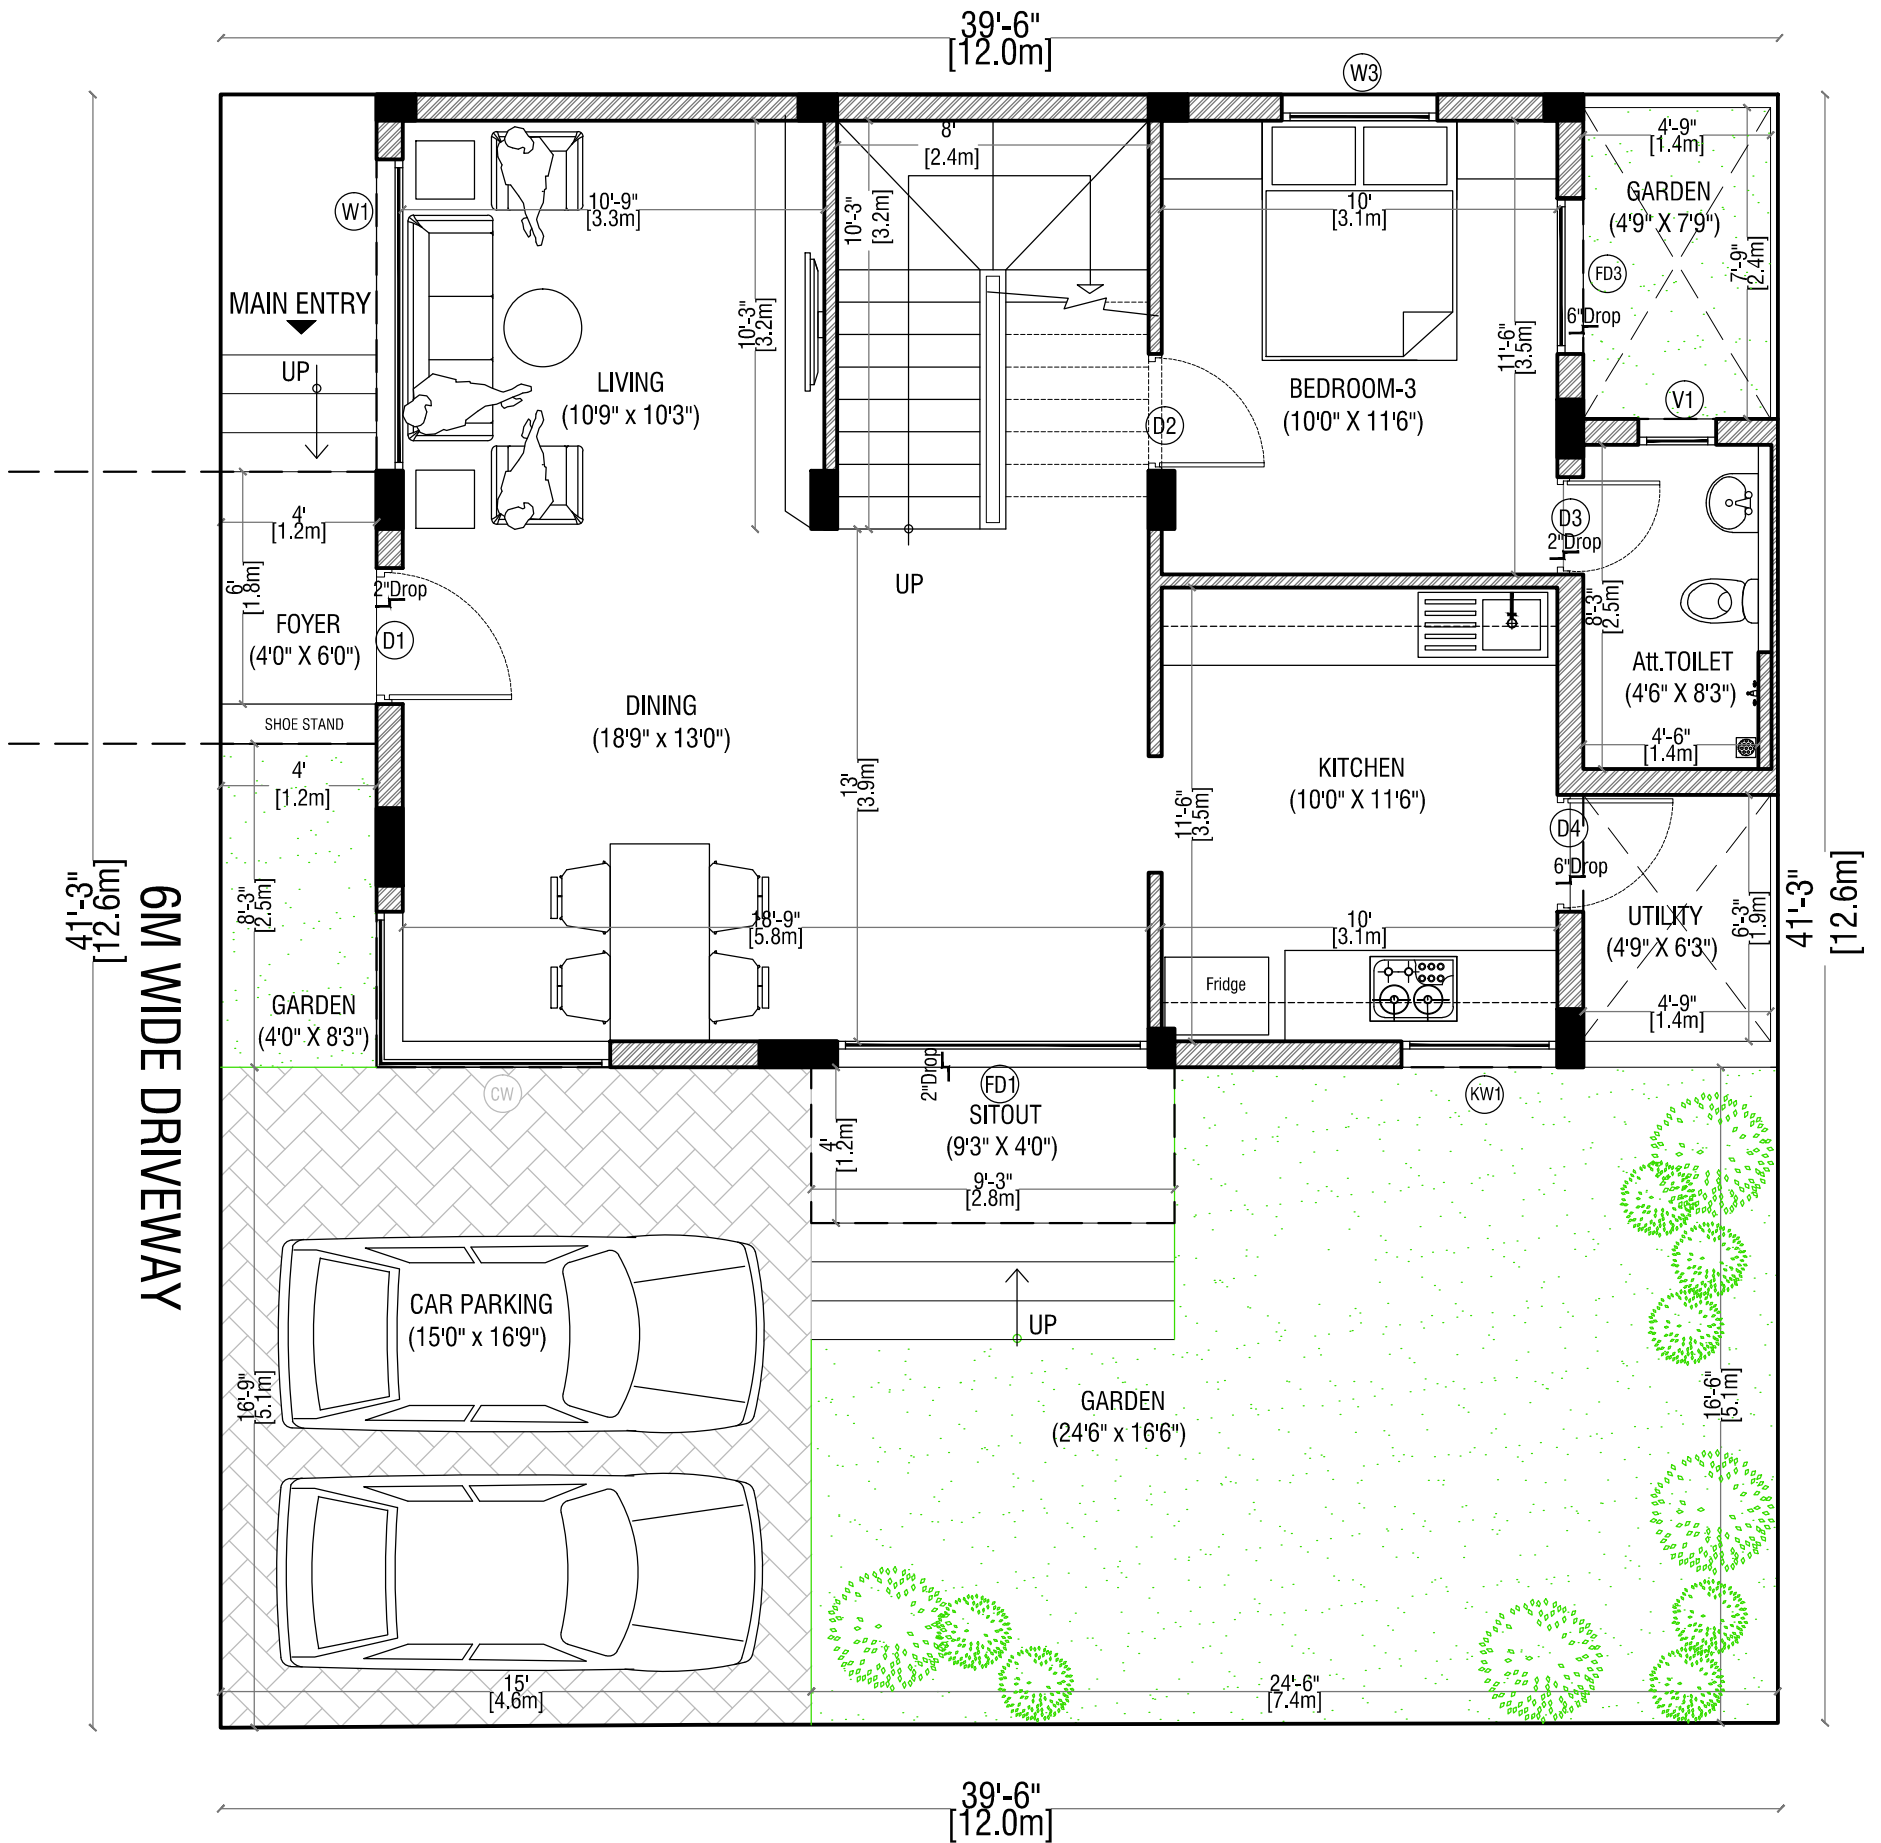 39'-6"
[12.0m]
W3
8'
[2.4m]
4'-9"
[1.4m]
GARDEN
(4'9" X 7'9")
7'-9"
[2.4m]
W1
10'-9"
[3.3m]
10'-3"
[3.2m]
10'
[3.1m]
FD3
6"Drop
MAIN ENTRY
UP
10'-3"
[3.2m]
11'-6"
[3.5m]
LIVING
(10'9" x 10'3")
BEDROOM-3
(10'0" X 11'6")
V1
D2
4'
[1.2m]
D3
2"Drop
6'
[1.8m]
2"Drop
UP
8'-3"
[2.5m]
FOYER
(4'0" X 6'0")
D1
Att.TOILET
(4'6" X 8'3")
SHOE STAND
DINING
(18'9" x 13'0")
4'-6"
[1.4m]
4'
[1.2m]
13'
[3.9m]
KITCHEN
(10'0" X 11'6")
11'-6"
[3.5m]
D4
6"Drop
41'-3"
[12.6m]
6M WIDE DRIVEWAY
8'-3"
[2.5m]
18'-9"
[5.8m]
10'
[3.1m]
UTILITY
(4'9" X 6'3")
6'-3"
[1.9m]
41'-3"
[12.6m]
GARDEN
(4'0" X 8'3")
Fridge
4'-9"
[1.4m]
CW
2"Drop
FD1
KW1
SITOUT
(9'3" X 4'0")
4'
[1.2m]
9'-3"
[2.8m]
CAR PARKING
(15'0" x 16'9")
UP
16'-9"
[5.1m]
GARDEN
(24'6" x 16'6")
16'-6"
[5.1m]
15'
[4.6m]
24'-6"
[7.4m]
39'-6"
[12.0m]